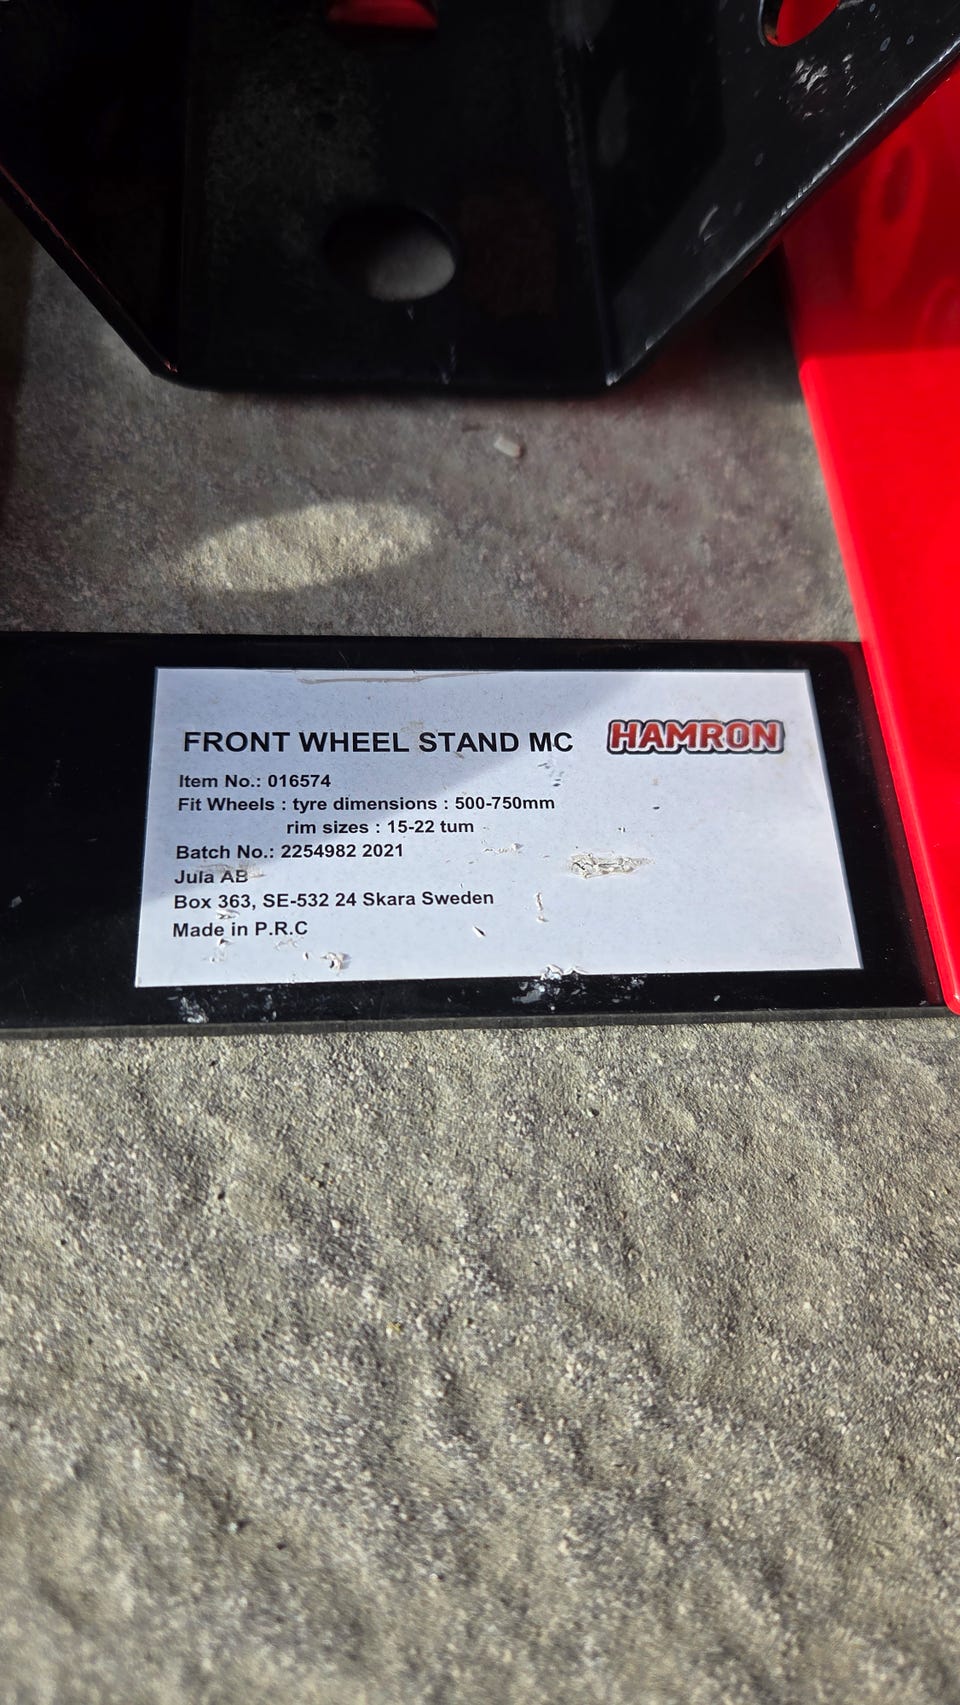 FRONT WHEEL STAND MC HAMRON
Item No.: 016574
Fit Wheels : tyre dimensions : 500-750mm
rim sizes : 15-22 tum
Batch No.: 2254982 2021
Jula AB
Box 363, SE-532 24 Skara Sweden
Made in P.R.C